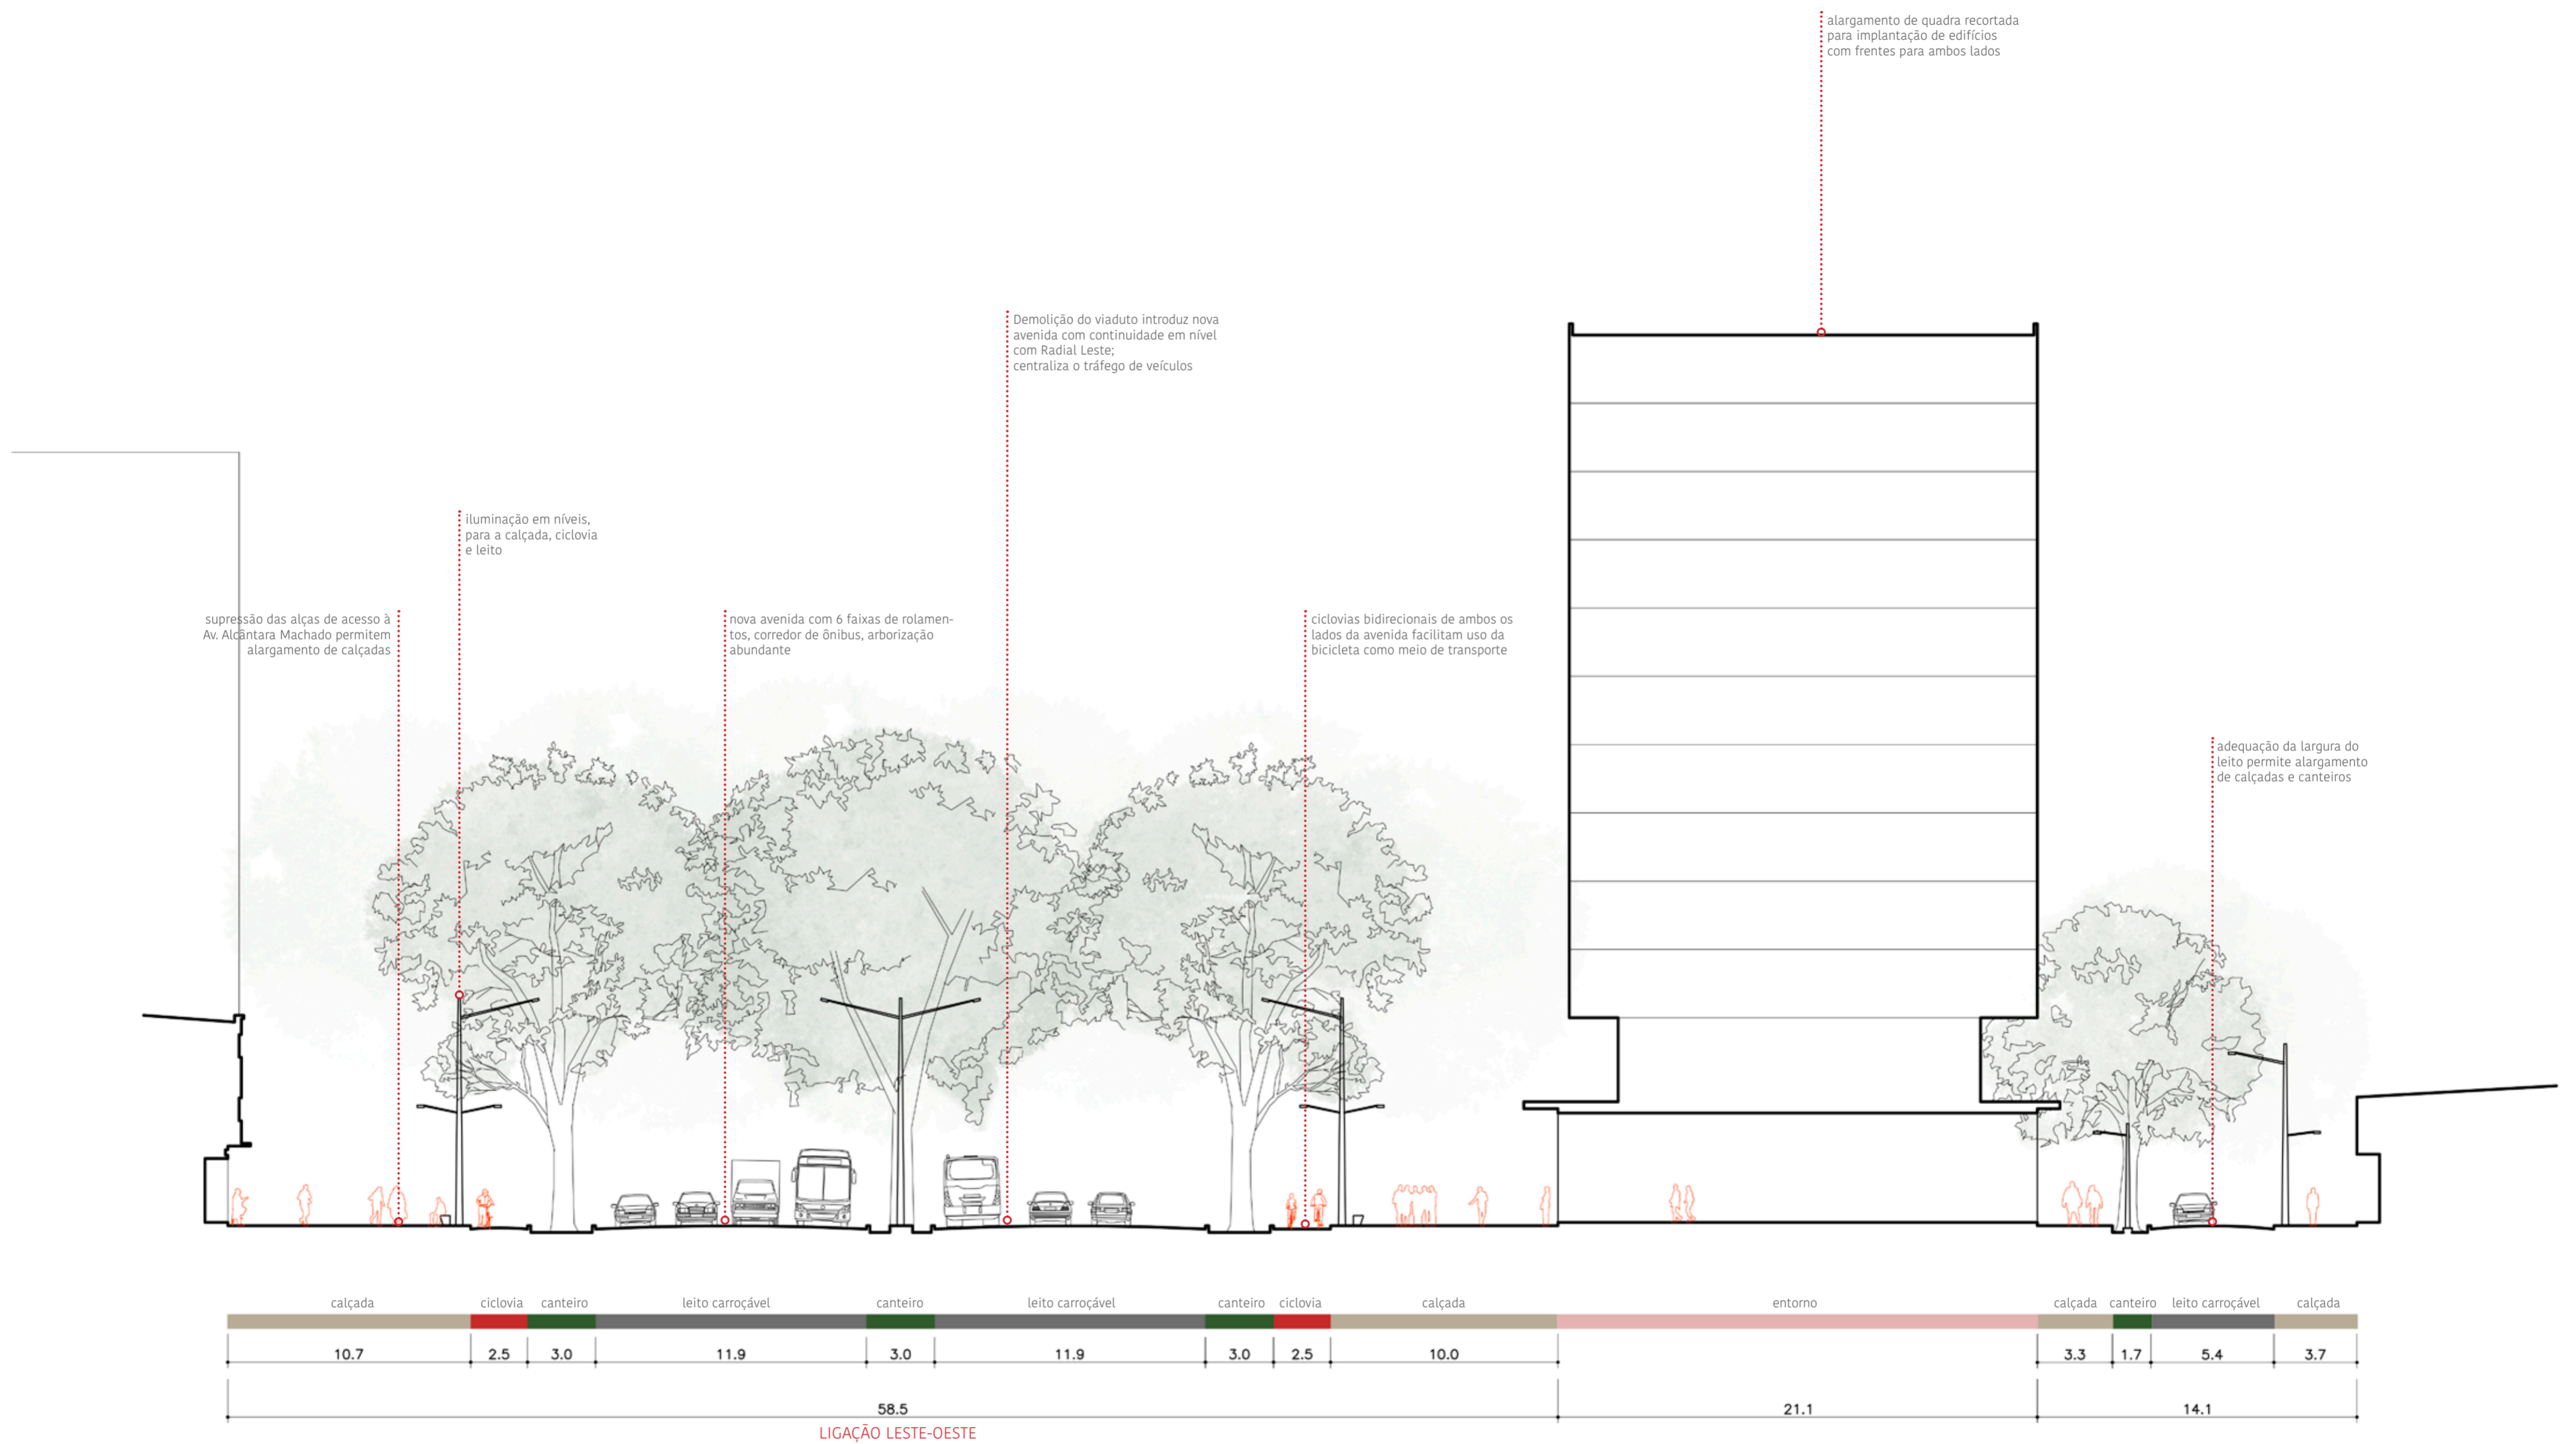 alargamento de quadra recortada
para implantação de edifícios
com frentes para ambos lados
Demolição do viaduto introduz nova
avenida com continuidade em nível
com Radial Leste;
centraliza o tráfego de veículos
iluminação em níveis,
para a calçada, ciclovia
e leito
supressão das alças de acesso à
Av. Alcântara Machado permitem
alargamento de calçadas
nova avenida com 6 faixas de rolamen-
tos, corredor de ônibus, arborização
abundante
ciclovias bidirecionais de ambos os
lados da avenida facilitam uso da
bicicleta como meio de transporte
adequação da largura do
leito permite alargamento
de calçadas e canteiros
calçada ciclovia canteiro leito carroçável canteiro leito carroçável canteiro ciclovia calçada entorno calçada canteiro leito carroçável calçada
10.7 2.5 3.0 11.9 3.0 11.9 3.0 2.5 10.0 3.3 1.7 5.4 3.7
58.5 21.1 14.1
LIGAÇÃO LESTE-OESTE